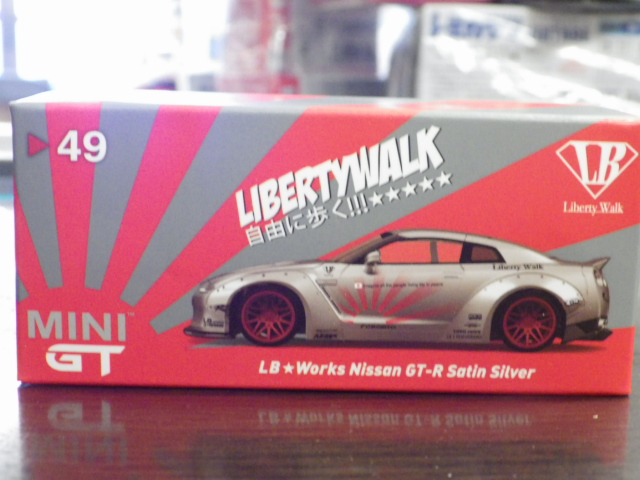 49
LIBERTYWALK
自由に歩く!!!★★★★★
LB
Liberty Walk
Liberty Walk
MINI
GT
LB★Works Nissan GT-R Satin Silver